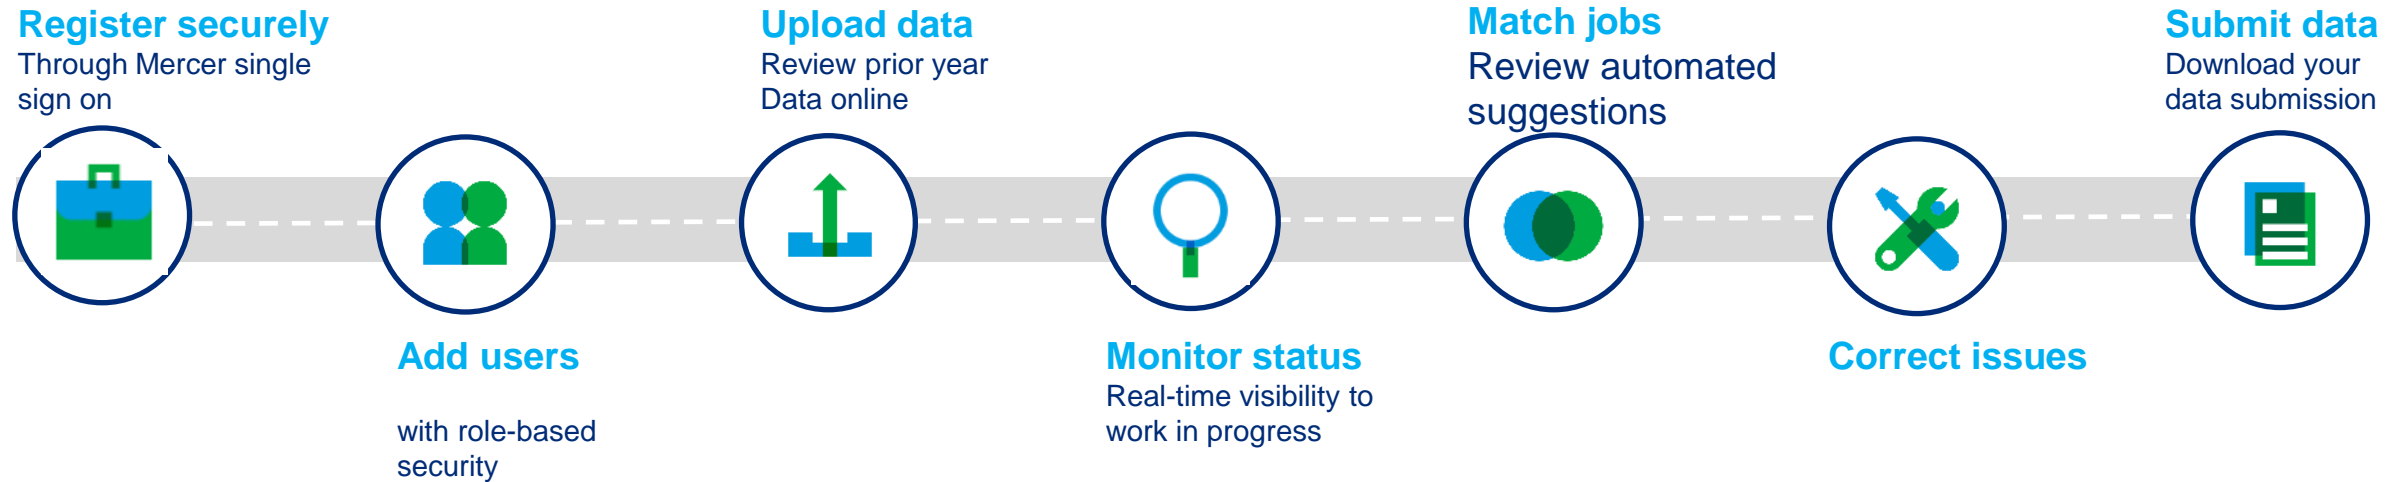 Register securely
Through Mercer single
sign on
Add users
with role-based
security
Upload data
Review prior year
Data online
Monitor status
Real-time visibility to
work in progress
Match jobs
Review automated
suggestions
Correct issues
Submit data
Download your
data submission